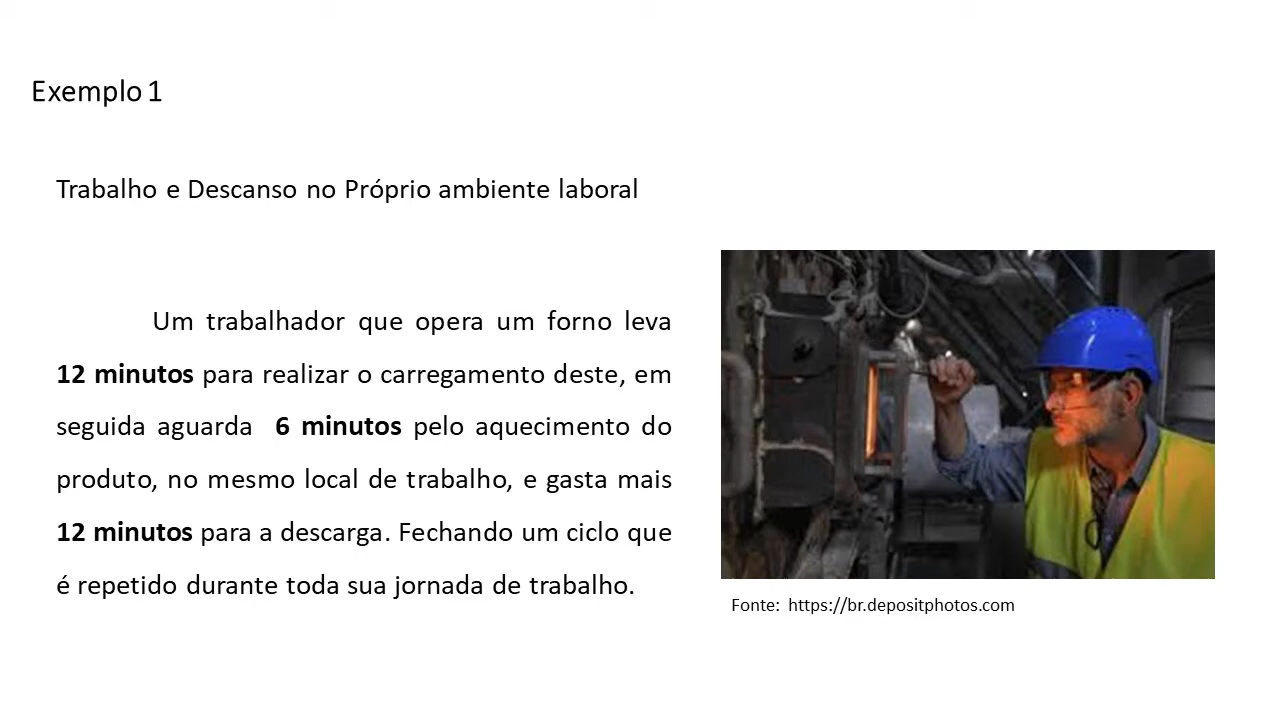 Exemplo 1
Trabalho e Descanso no Próprio ambiente laboral
Um trabalhador que opera um forno leva
12 minutos para realizar o carregamento deste, em
seguida aguarda 6 minutos pelo aquecimento do
produto, no mesmo local de trabalho, e gasta mais
12 minutos para a descarga. Fechando um ciclo que
é repetido durante toda sua jornada de trabalho.
Fonte: https://br.depositphotos.com